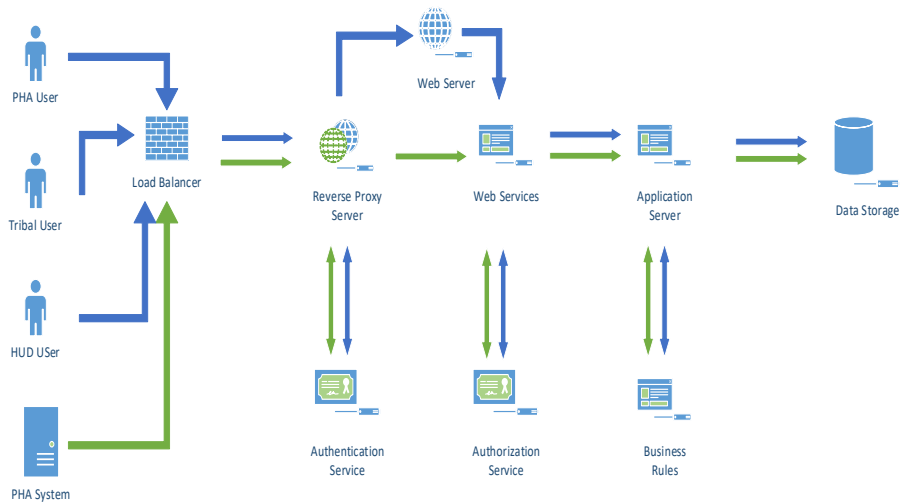 PHA User
Web Server
Load Balancer
Reverse Proxy
Server
Web Services
Application
Server
Data Storage
Tribal User
HUD USer
Authentication
Service
Authorization
Service
Business
Rules
PHA System